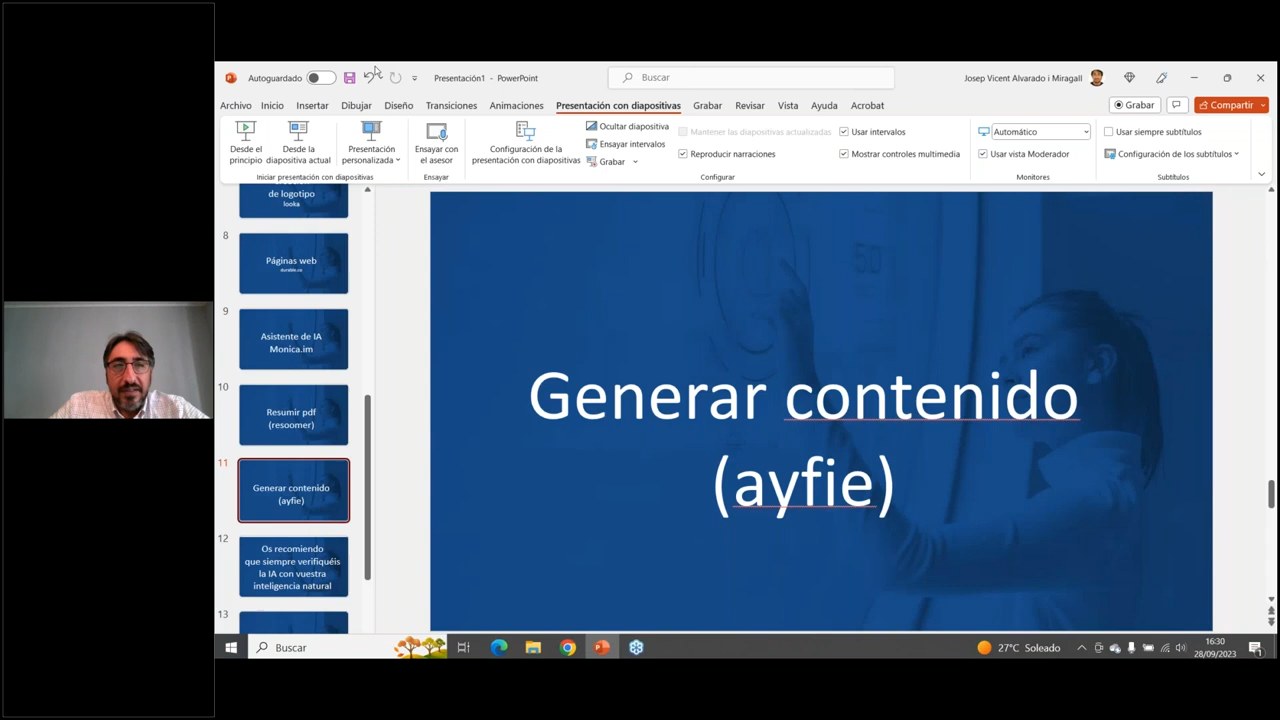 Autoguardado
Presentación1 - PowerPoint
Buscar
Josep Vicent Alvarado i Miragall
Archivo Inicio Insertar Dibujar Diseño Transiciones Animaciones Presentación con diapositivas Grabar Revisar Vista Ayuda Acrobat
Grabar
Compartir
Desde el principio
Desde la diapositiva actual
Presentación personalizada
Iniciar presentación con diapositivas
Ensayar con el asesor
Ensayar
Configuración de la presentación con diapositivas
Ocultar diapositiva
Ensayar intervalos
Grabar
Mantener las diapositivas actualizadas
Reproducir narraciones
Usar intervalos
Mostrar controles multimedia
Configurar
Automático
Usar vista Moderador
Monitores
Usar siempre subtítulos
Configuración de los subtítulos
Subtítulos
de logotipo
looka
8
Páginas web
9
Asistente de IA
Monica.im
10
Resumir pdf
(resoomer)
11
Generar contenido
(ayfie)
12
Os recomiendo
que siempre verifiquéis
la IA con vuestra
inteligencia natural
13
50
Generar contenido
(ayfie)
Buscar
27°C Soleado
16:30
28/09/2023
1